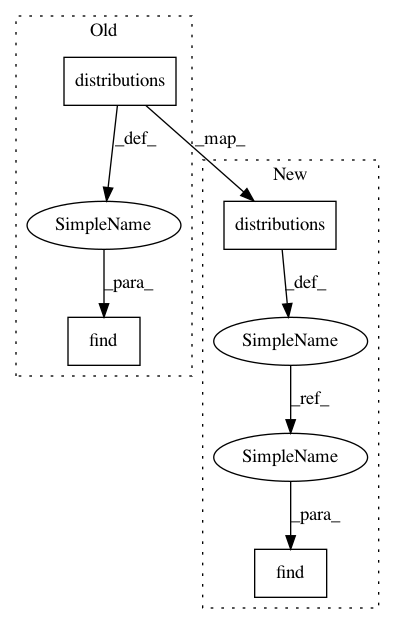 Old
distributions
_def_
_map_
New
SimpleName
distributions
_para_
_def_
find
SimpleName
_ref_
SimpleName
_para_
find